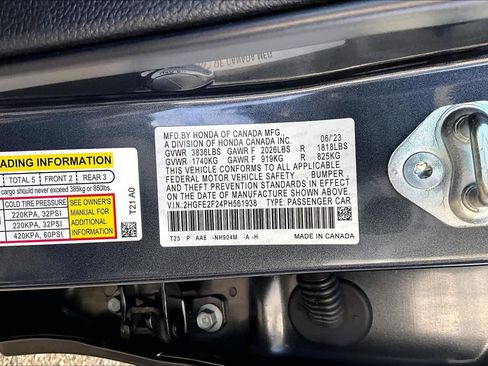 MFD.BY HONDA OF CANADA MFG.,
A DIVISION OF HONDA CANADA INC. 06/'23
GVWR 3836LBS GAWR F 2026LBS R 1818LBS
GVWR 1740KG GAWR F 919KG R 825KG
THIS VEHICLE CONFORMS TO ALL APPLICABLE
FEDERAL MOTOR VEHICLE SAFETY , BUMPER ,
AND THEFT PREVENTION STANDARDS IN EFFECT
ON THE DATE OF MANUFACTURE SHOWN ABOVE.
V.I.N.:2HGFE2F24PH561938 TYPE: PASSENGER CAR
T23 P AA8 -NH904M -A -H
MADE IN CANADA
ADING INFORMATION
TOTAL 5 FRONT 2 REAR 3
cargo should never exceed 385kg or 850lbs.
COLD TIRE PRESSURE
220KPA, 32PSI
220KPA, 32PSI
420KPA, 60PSI
SEE OWNER'S
MANUAL FOR
ADDITIONAL
INFORMATION
T21 A0